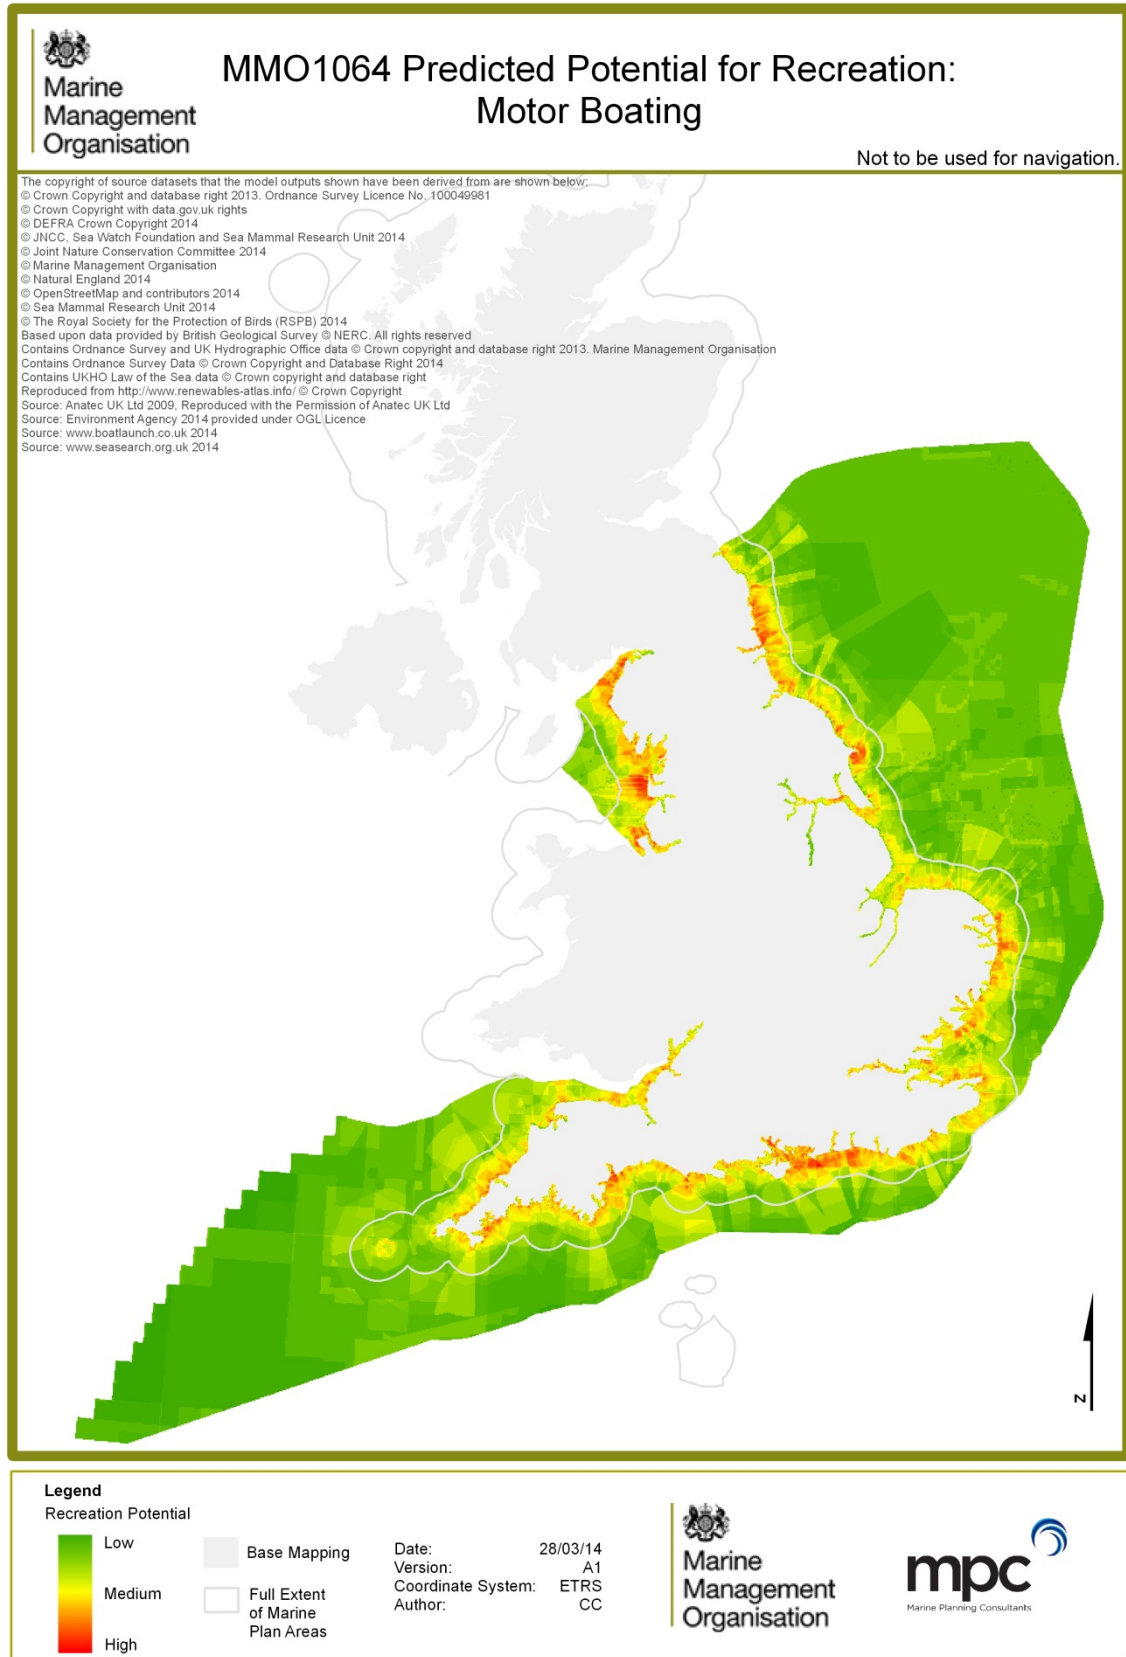 Marine
Management
Organisation
MMO1064 Predicted Potential for Recreation:
Motor Boating
Not to be used for navigation.
The copyright of source datasets that the model outputs shown have been derived from are shown below:
© Crown Copyright and database right 2013. Ordnance Survey Licence No. 100049981
© Crown Copyright with data.gov.uk rights
© DEFRA Crown Copyright 2014
© JNCC, Sea Watch Foundation and Sea Mammal Research Unit 2014
© Joint Nature Conservation Committee 2014
© Marine Management Organisation
© Natural England 2014
© OpenStreetMap and contributors 2014
© Sea Mammal Research Unit 2014
© The Royal Society for the Protection of Birds (RSPB) 2014
Based upon data provided by British Geological Survey © NERC. All rights reserved
Contains Ordnance Survey and UK Hydrographic Office data © Crown copyright and database right 2013. Marine Management Organisation
Contains Ordnance Survey Data © Crown Copyright and Database Right 2014
Contains UKHO Law of the Sea data © Crown copyright and database right
Reproduced from http://www.renewables-atlas.info/ © Crown Copyright
Source: Anatec UK Ltd 2009, Reproduced with the Permission of Anatec UK Ltd
Source: Environment Agency 2014 provided under OGL Licence
Source: www.boatlaunch.co.uk 2014
Source: www.seasearch.org.uk 2014
N
Legend
Recreation Potential
Low
Medium
High
Base Mapping
Full Extent
of Marine
Plan Areas
Date: 28/03/14
Version: A1
Coordinate System: ETRS
Author: CC
Marine
Management
Organisation
mpc
Marine Planning Consultants